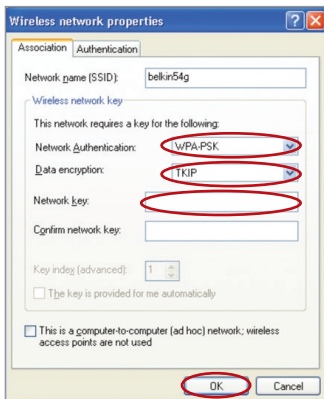 Wireless network properties
Association Authentication
Network name (SSID): belkin54g
Wireless network key
This network requires a key for the following:
Network Authentication: WPA-PSK
Data encryption: TKIP
Network key:
Confirm network key:
Key index (advanced): 1
The key is provided for me automatically
This is a computer-to-computer (ad hoc) network; wireless
access points are not used
OK Cancel